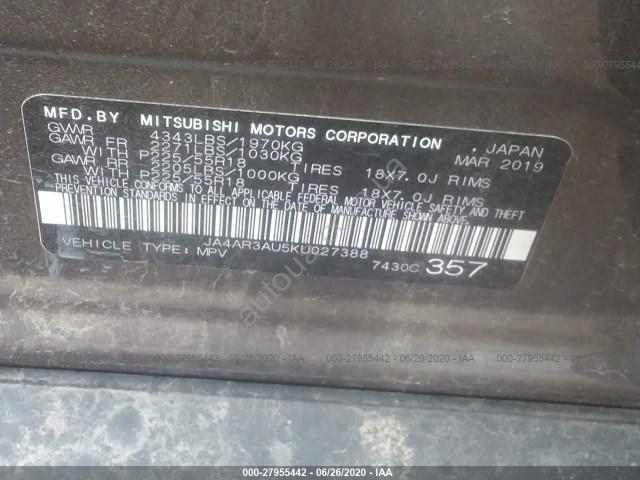 000-27955442 - 06/26/2020 - IAA
000-27955442 - 06/26/2020 - IAA
MFD.BY MITSUBISHI MOTORS CORPORATION . JAPAN
GVWR 4343LBS/1970KG MAR 2019
GAWR FR 2271LBS/1030KG
WITH P225/55R18 TIRES 18X7.0J RIMS
GAWR RR 2205LBS/1000KG
WITH P225/55R18 TIRES 18X7.0J RIMS
THIS VEHICLE CONFORMS TO ALL APPLICABLE FEDERAL MOTOR VEHICLE SAFETY AND THEFT
PREVENTION STANDARDS IN EFFECT ON THE DATE OF MANUFACTURE SHOWN ABOVE.
JA4AR3AU5KU027388
VEHICLE TYPE: MPV 7430C 357
000-27955442 - 06/26/2020 - IAA
000-27955442 - 06/26/2020 - IAA
000-27955442 - 06/26/2020 - IAA